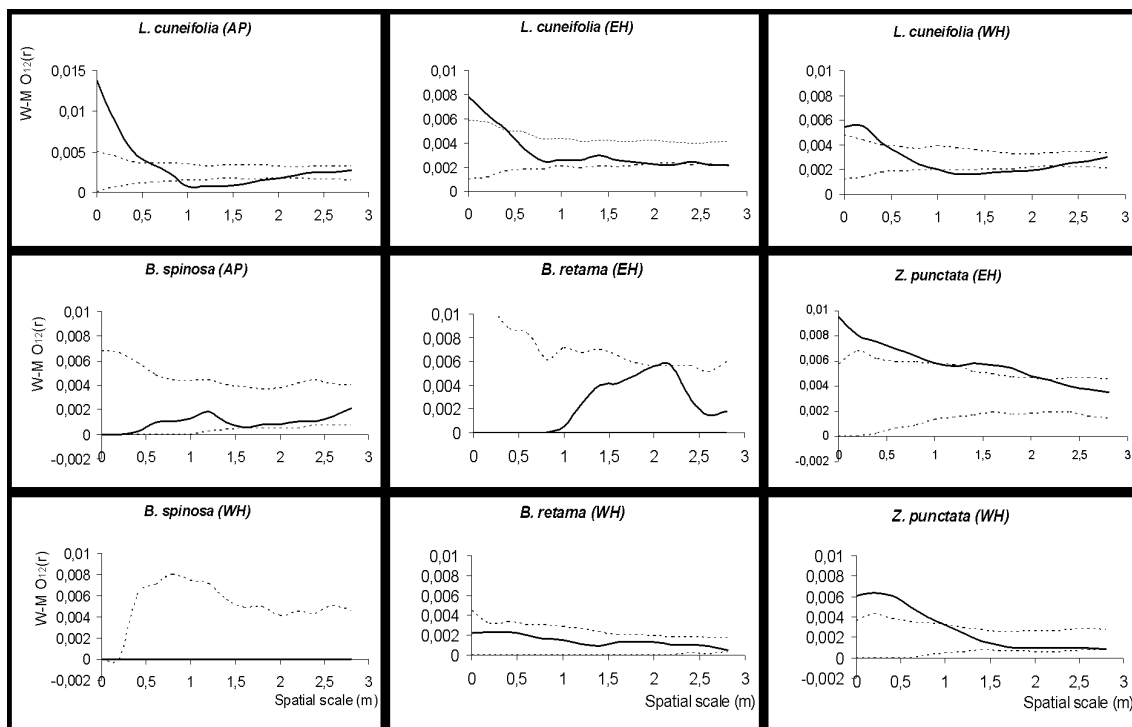 L. cuneifolia (AP)
W-M O12(r)
0,015
0,01
0,005
0
0 0,5 1 1,5 2 2,5 3
L. cuneifolia (EH)
0,01
0,008
0,006
0,004
0,002
0
0 0,5 1 1,5 2 2,5 3
L. cuneifolia (WH)
0,01
0,008
0,006
0,004
0,002
0
0 0,5 1 1,5 2 2,5 3
B. spinosa (AP)
W-M O12(r)
0,01
0,008
0,006
0,004
0,002
0
-0,002
0 0,5 1 1,5 2 2,5 3
B. retama (EH)
0,01
0,008
0,006
0,004
0,002
0
0 0,5 1 1,5 2 2,5 3
Z. punctata (EH)
0,01
0,008
0,006
0,004
0,002
0
-0,002
0 0,5 1 1,5 2 2,5 3
B. spinosa (WH)
W-M O12(r)
0,01
0,008
0,006
0,004
0,002
0
-0,002
0 0,5 1 1,5 2 2,5 3
Spatial scale (m)
B. retama (WH)
0,01
0,008
0,006
0,004
0,002
0
0 0,5 1 1,5 2 2,5 3
Spatial scale (m)
Z. punctata (WH)
0,01
0,008
0,006
0,004
0,002
0
-0,002
0 0,5 1 1,5 2 2,5 3
Spatial scale (m)